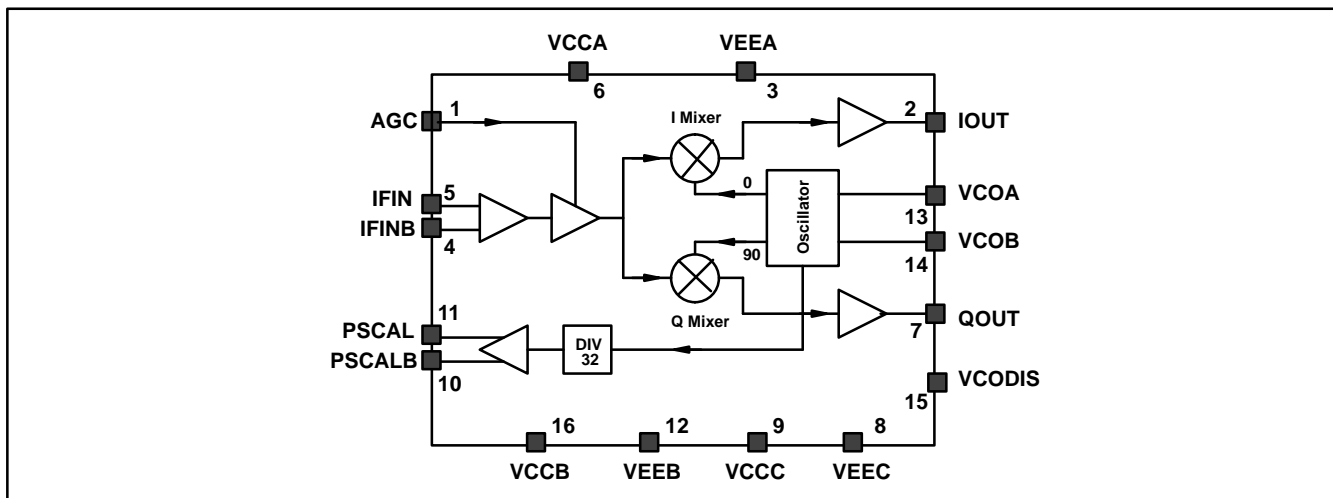 VCCA
VEEA
6
3
AGC
1
I Mixer
2
IOUT
IFIN
5
0
VCOA
13
IFINB
4
Oscillator
VCOB
14
90
PSCAL
11
Q Mixer
7
QOUT
PSCALB
10
DIV
32
VCODIS
15
16
12
9
8
VCCB
VEEB
VCCC
VEEC